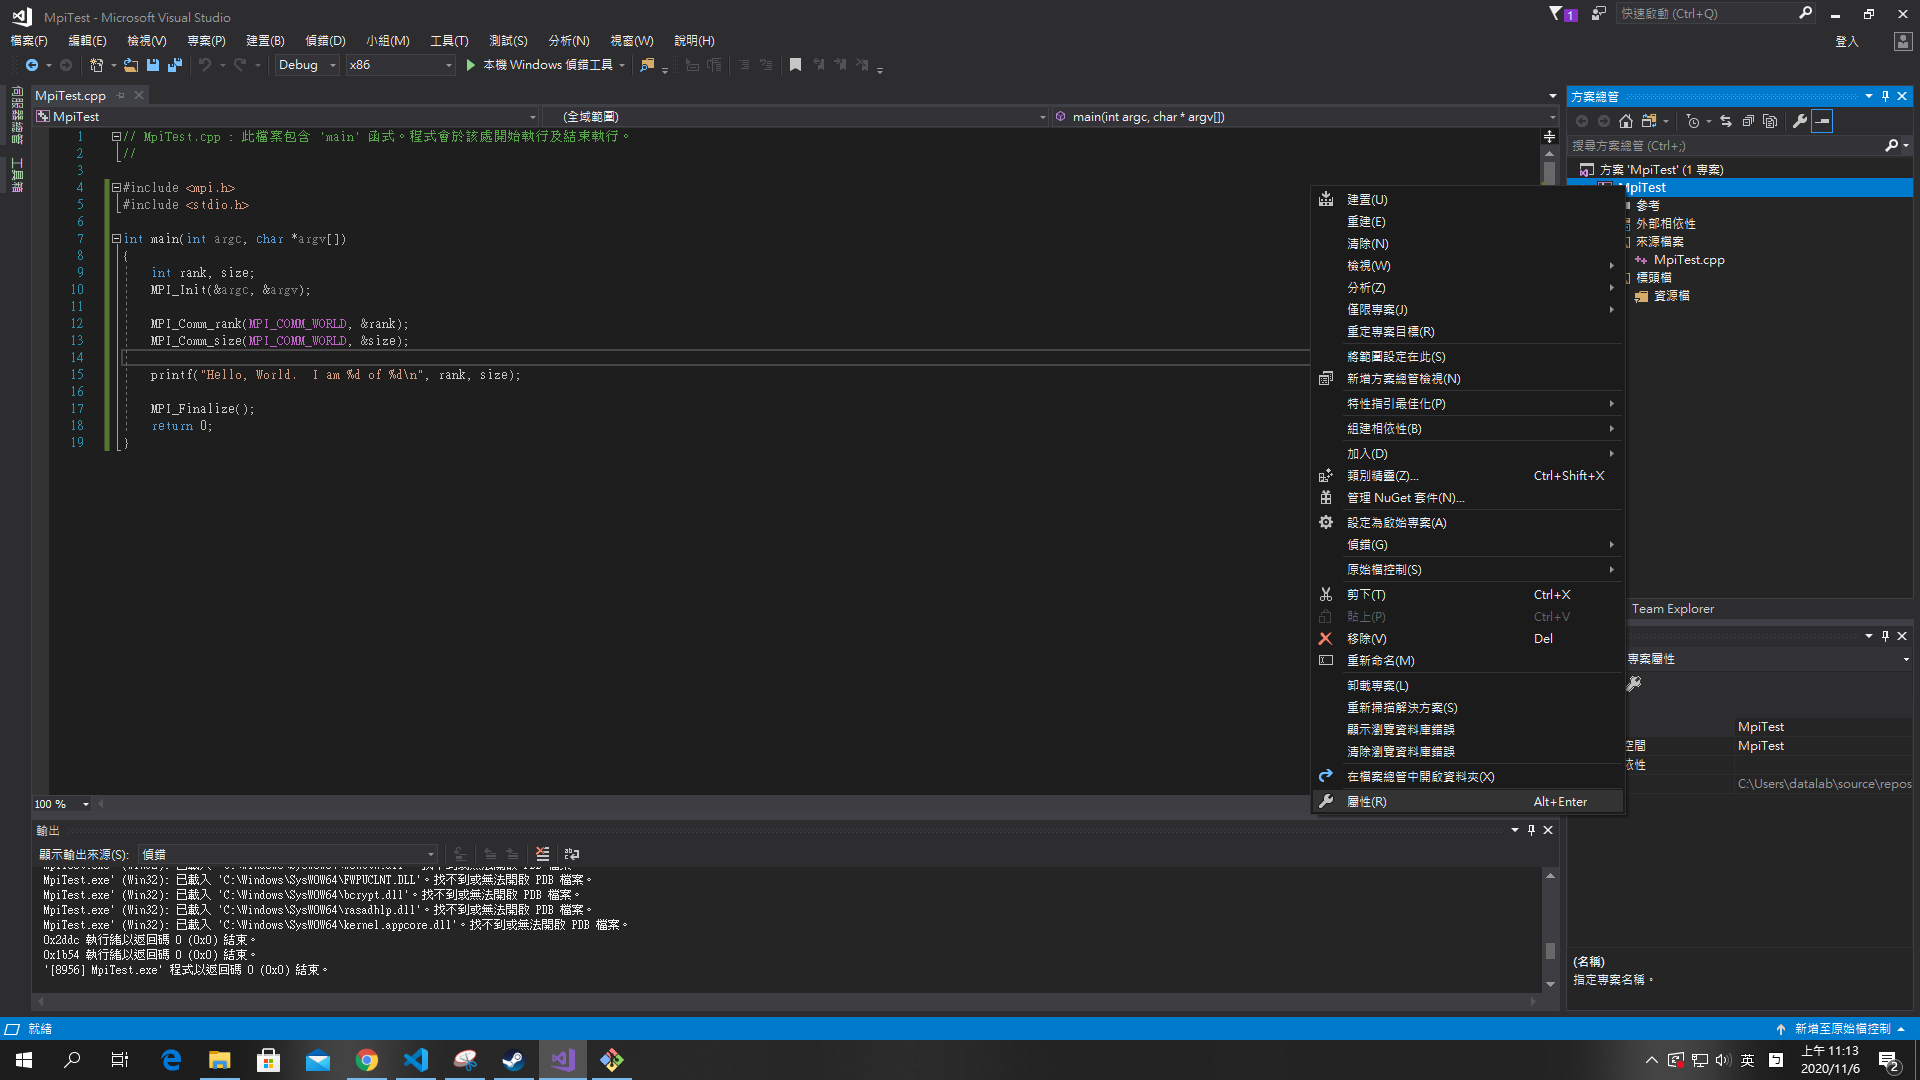 MpiTest - Microsoft Visual Studio
1
快速啟動 (Ctrl+Q)
檔案(F) 編輯(E) 檢視(V) 專案(P) 建置(B) 偵錯(D) 小組(M) 工具(T) 測試(S) 分析(N) 視窗(W) 說明(H)
登入
Debug x86 本機 Windows 偵錯工具
伺服器總管
工具箱
MpiTest.cpp
MpiTest (全域範圍) main(int argc, char * argv[])
1 // MpiTest.cpp : 此檔案包含 'main' 函式。程式會於該處開始執行及結束執行。
2 //
3
4 #include <mpi.h>
5 #include <stdio.h>
6
7 int main(int argc, char *argv[])
8 {
9 int rank, size;
10 MPI_Init(&argc, &argv);
11
12 MPI_Comm_rank(MPI_COMM_WORLD, &rank);
13 MPI_Comm_size(MPI_COMM_WORLD, &size);
14
15 printf("Hello, World.  I am %d of %d\n", rank, size);
16
17 MPI_Finalize();
18 return 0;
19 }
100 %
建置(U)
重建(E)
清除(N)
檢視(W)
分析(Z)
僅限專案(J)
重定專案目標(R)
將範圍設定在此(S)
新增方案總管檢視(N)
特性指引最佳化(P)
組建相依性(B)
加入(D)
類別精靈(Z)... Ctrl+Shift+X
管理 NuGet 套件(N)...
設定為啟始專案(A)
偵錯(G)
原始檔控制(S)
剪下(T) Ctrl+X
貼上(P) Ctrl+V
移除(V) Del
重新命名(M)
卸載專案(L)
重新掃描解決方案(S)
顯示瀏覽資料庫錯誤
清除瀏覽資料庫錯誤
在檔案總管中開啟資料夾(X)
屬性(R) Alt+Enter
方案總管
搜尋方案總管 (Ctrl+;)
方案 'MpiTest' (1 專案)
MpiTest
參考
外部相依性
來源檔案
MpiTest.cpp
標頭檔
資源檔
Team Explorer
專案屬性
MpiTest
空間 MpiTest
依性
C:\Users\datalab\source\repos
(名稱)
指定專案名稱。
輸出
顯示輸出來源(S): 偵錯
MpiTest.exe' (Win32): 已載入 'C:\Windows\SysWOW64\FWPUCLNT.DLL'。找不到或無法開啟 PDB 檔案。
MpiTest.exe' (Win32): 已載入 'C:\Windows\SysWOW64\bcrypt.dll'。找不到或無法開啟 PDB 檔案。
MpiTest.exe' (Win32): 已載入 'C:\Windows\SysWOW64\rasadhlp.dll'。找不到或無法開啟 PDB 檔案。
MpiTest.exe' (Win32): 已載入 'C:\Windows\SysWOW64\kernel.appcore.dll'。找不到或無法開啟 PDB 檔案。
0x2ddc 執行緒以返回碼 0 (0x0) 結束。
0x1b54 執行緒以返回碼 0 (0x0) 結束。
'[8956] MpiTest.exe' 程式以返回碼 0 (0x0) 結束。
就緒
新增至原始檔控制
英
上午 11:13
2020/11/6
2